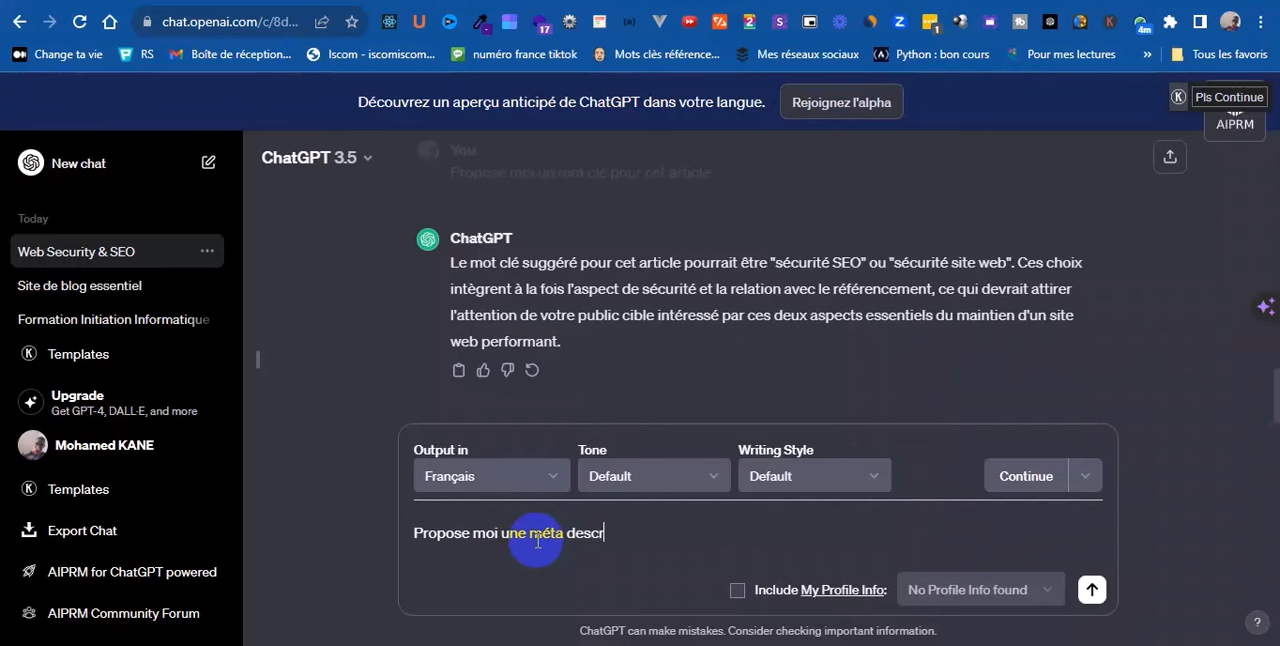 chat.openai.com/c/8d...
17
2
1
4m
Change ta vie
RS
Boîte de réception...
Iscom — iscomiscom...
numéro france tiktok
Mots clés référence...
Mes réseaux sociaux
Python : bon cours
Pour mes lectures
»
Tous les favoris
Découvrez un aperçu anticipé de ChatGPT dans votre langue.
Rejoignez l'alpha
Pls Continue
AIPRM
New chat
ChatGPT 3.5
You
Propose moi un mot clé pour cet article
Today
Web Security & SEO
Site de blog essentiel
Formation Initiation Informatique
Templates
Upgrade
Get GPT-4, DALL·E, and more
Mohamed KANE
Templates
Export Chat
AIPRM for ChatGPT powered
AIPRM Community Forum
ChatGPT
Le mot clé suggéré pour cet article pourrait être "sécurité SEO" ou "sécurité site web". Ces choix
intègrent à la fois l'aspect de sécurité et la relation avec le référencement, ce qui devrait attirer
l'attention de votre public cible intéressé par ces deux aspects essentiels du maintien d'un site
web performant.
Output in
Tone
Writing Style
Français
Default
Default
Continue
Propose moi une méta descr
Include My Profile Info:
No Profile Info found
ChatGPT can make mistakes. Consider checking important information.
?